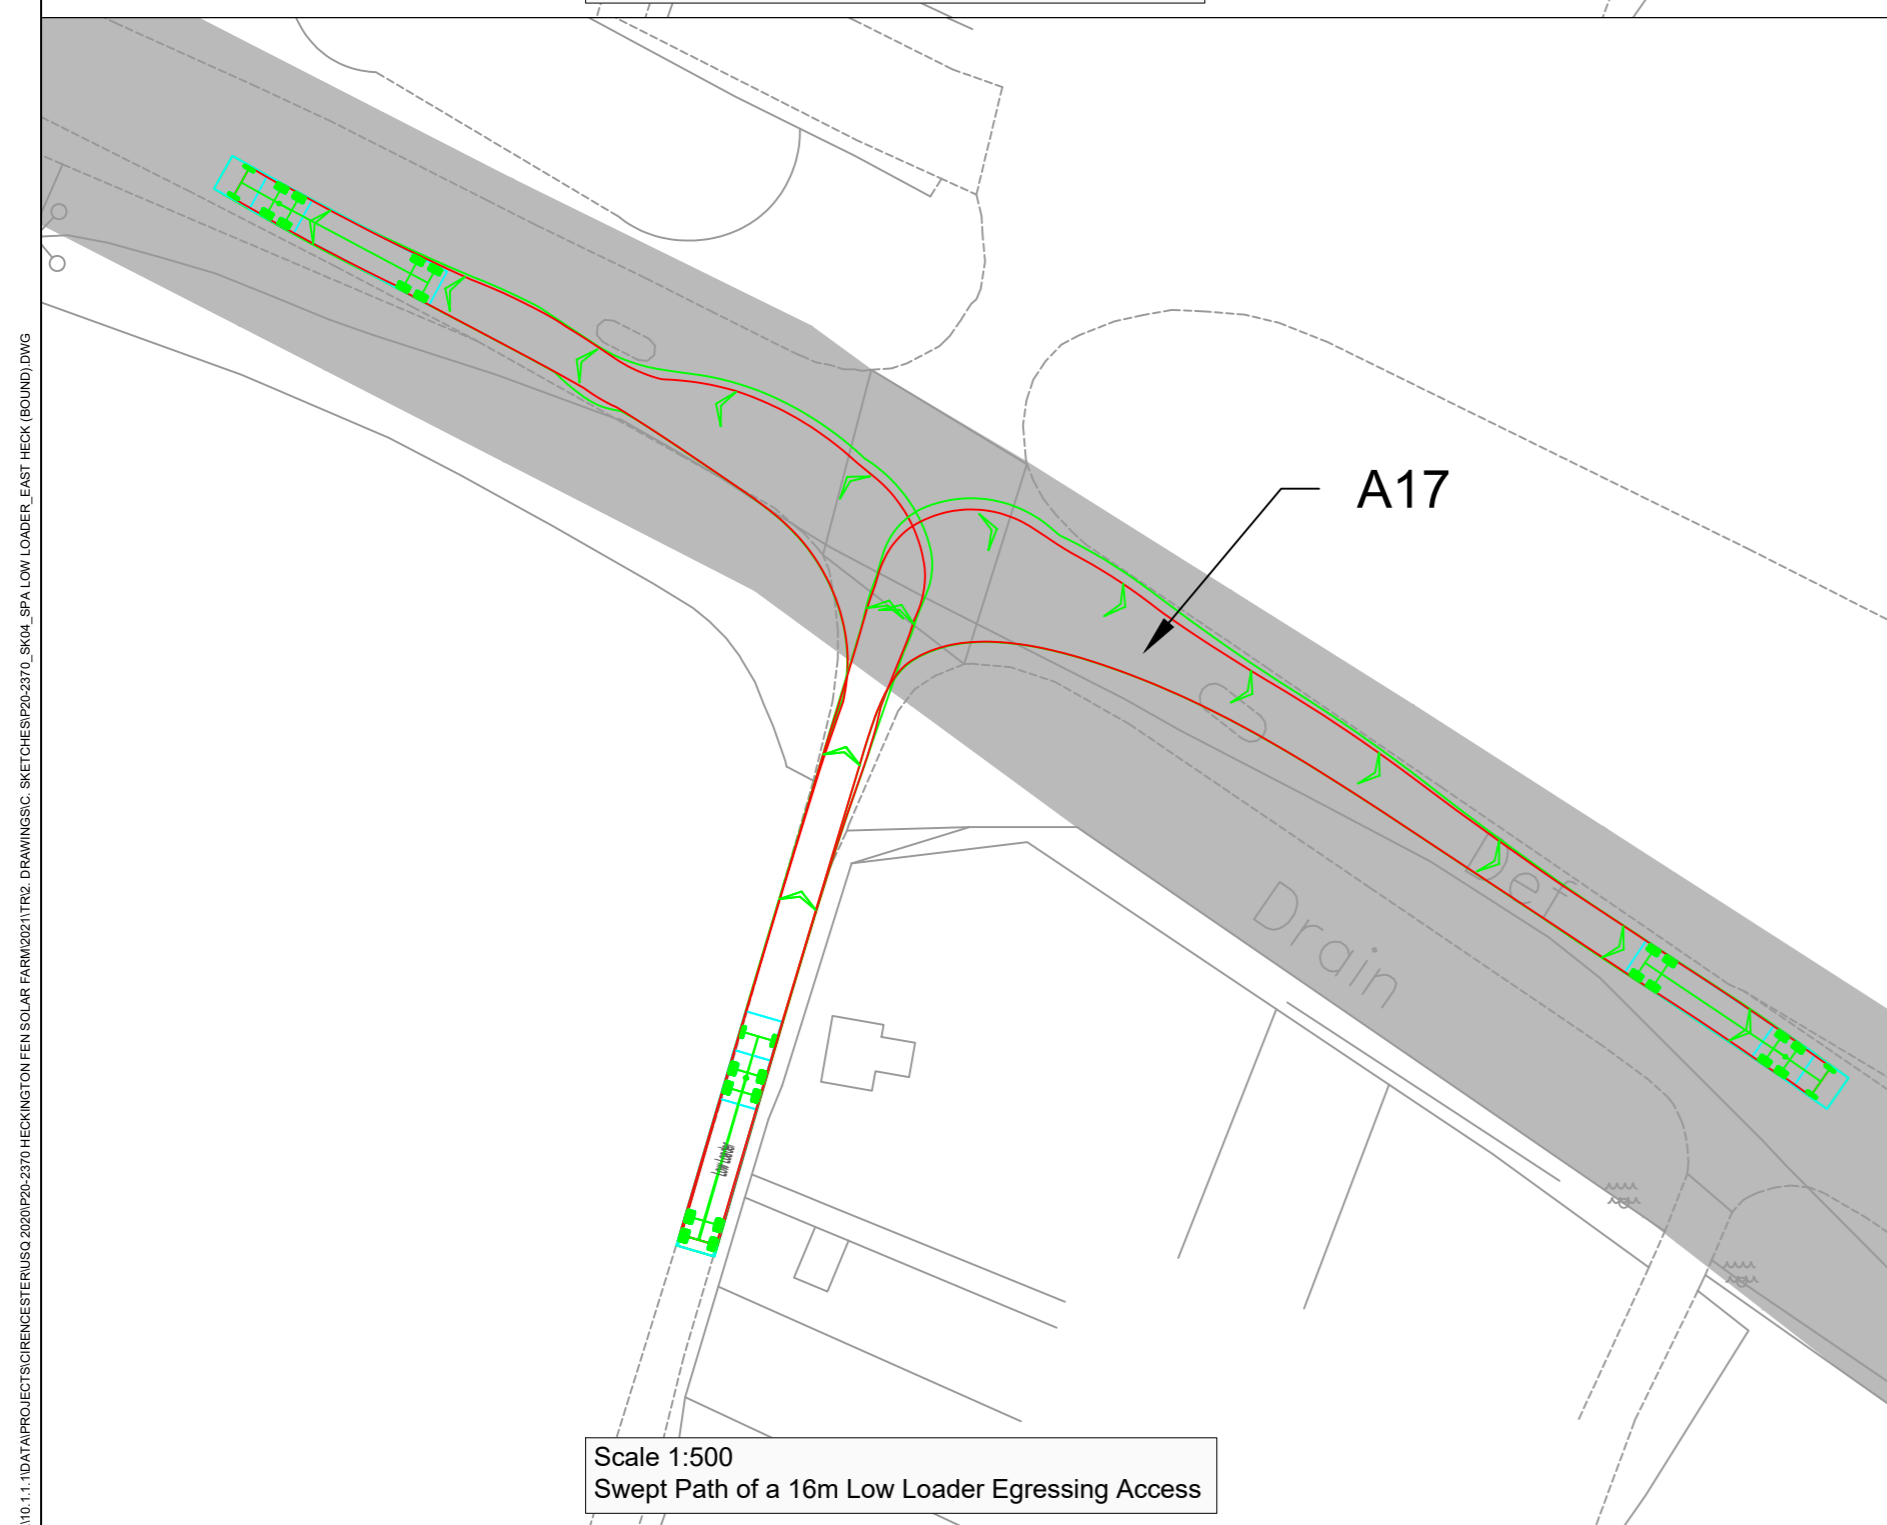 \10.1.1.1\DATA\PROJECTS\CIRENCESTER\USQ 2020\P20-2370 HECKINGTON FEN SOLAR FARM\2021\TR\2. DRAWINGS\C. SKETCHES\P20-2370_SK04_SPA LOW LOADER_EAST HECK (BOUND).DWG
A17
Def
Drain
Low Loader
Scale 1:500
Swept Path of a 16m Low Loader Egressing Access